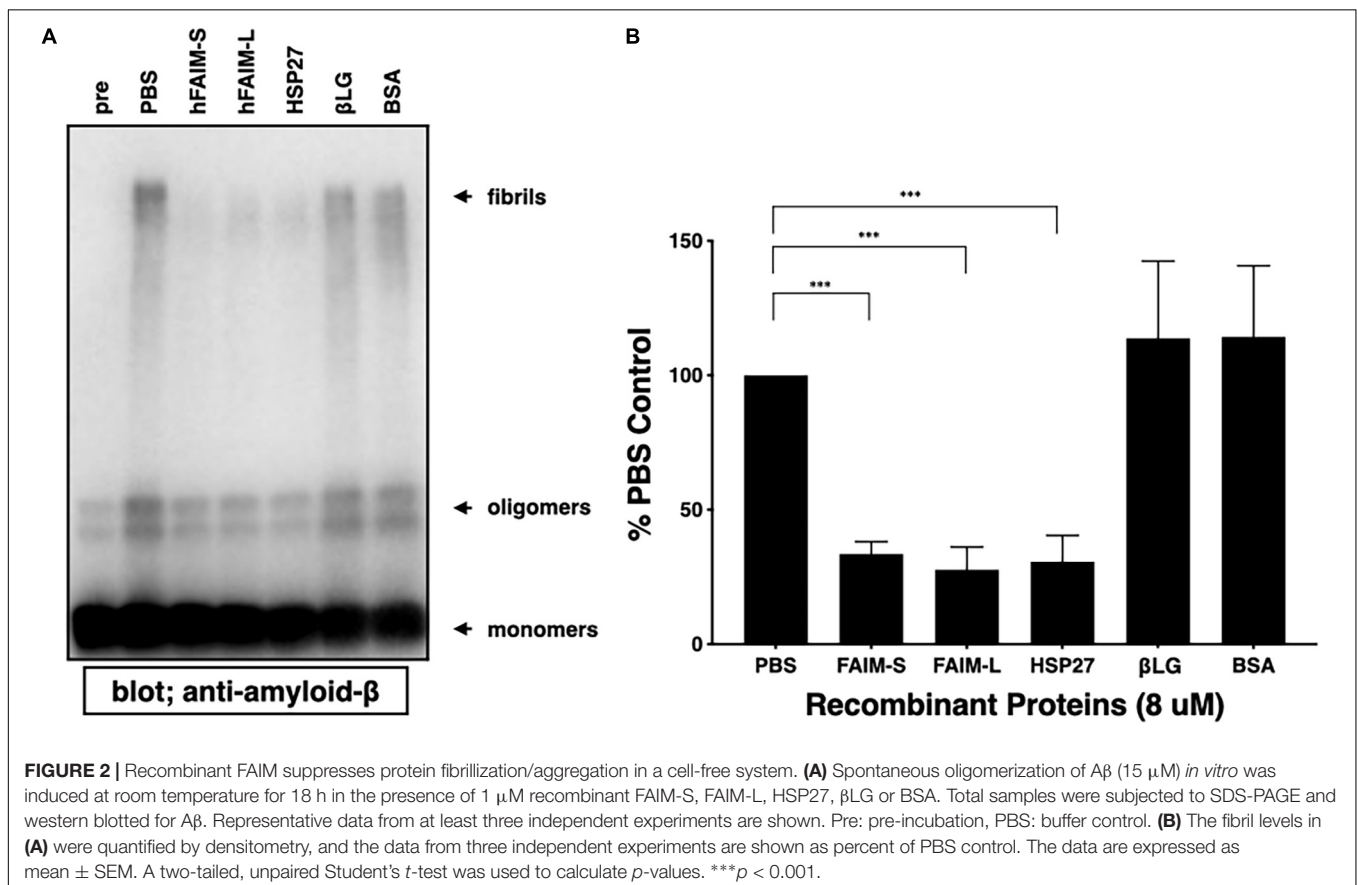 A
pre
PBS
hFAIM-S
hFAIM-L
HSP27
βLG
BSA
fibrils
oligomers
monomers
blot; anti-amyloid-β
B
% PBS Control
150
100
50
0
***
***
***
PBS FAIM-S FAIM-L HSP27 βLG BSA
Recombinant Proteins (8 uM)
FIGURE 2 | Recombinant FAIM suppresses protein fibrillization/aggregation in a cell-free system. (A) Spontaneous oligomerization of Aβ (15 μM) in vitro was
induced at room temperature for 18 h in the presence of 1 μM recombinant FAIM-S, FAIM-L, HSP27, βLG or BSA. Total samples were subjected to SDS-PAGE and
western blotted for Aβ. Representative data from at least three independent experiments are shown. Pre: pre-incubation, PBS: buffer control. (B) The fibril levels in
(A) were quantified by densitometry, and the data from three independent experiments are shown as percent of PBS control. The data are expressed as
mean ± SEM. A two-tailed, unpaired Student's t-test was used to calculate p-values. ***p < 0.001.